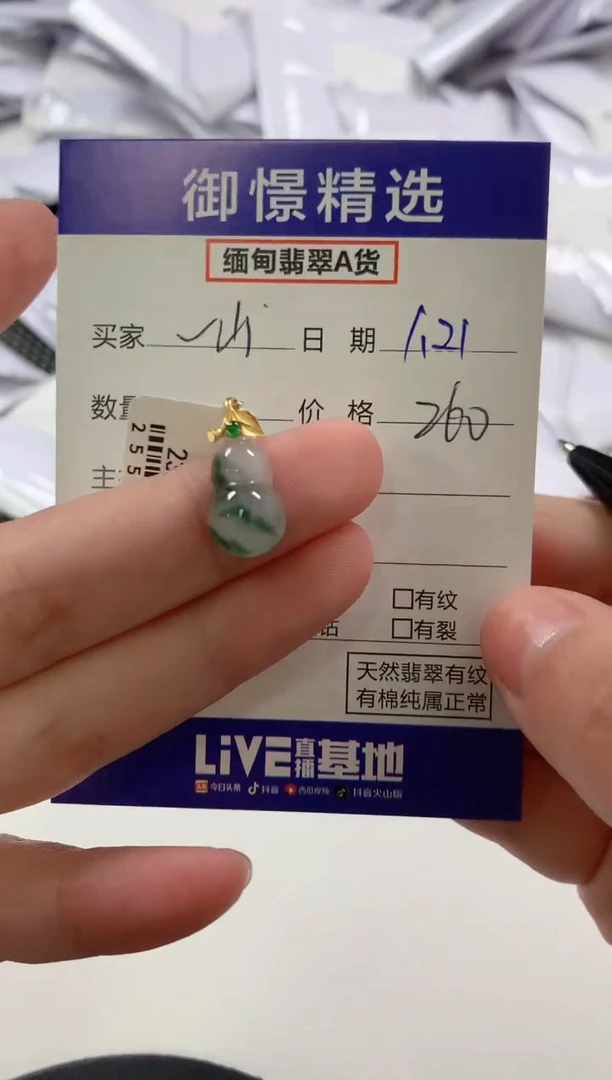 御憬精选
缅甸翡翠A货
买家 日期 1.21
数量 价格 260
主
255
23
有纹
有裂
天然翡翠有纹
有棉纯属正常
LiVE直播基地
今日头条 抖音 西瓜视频 抖音火山版